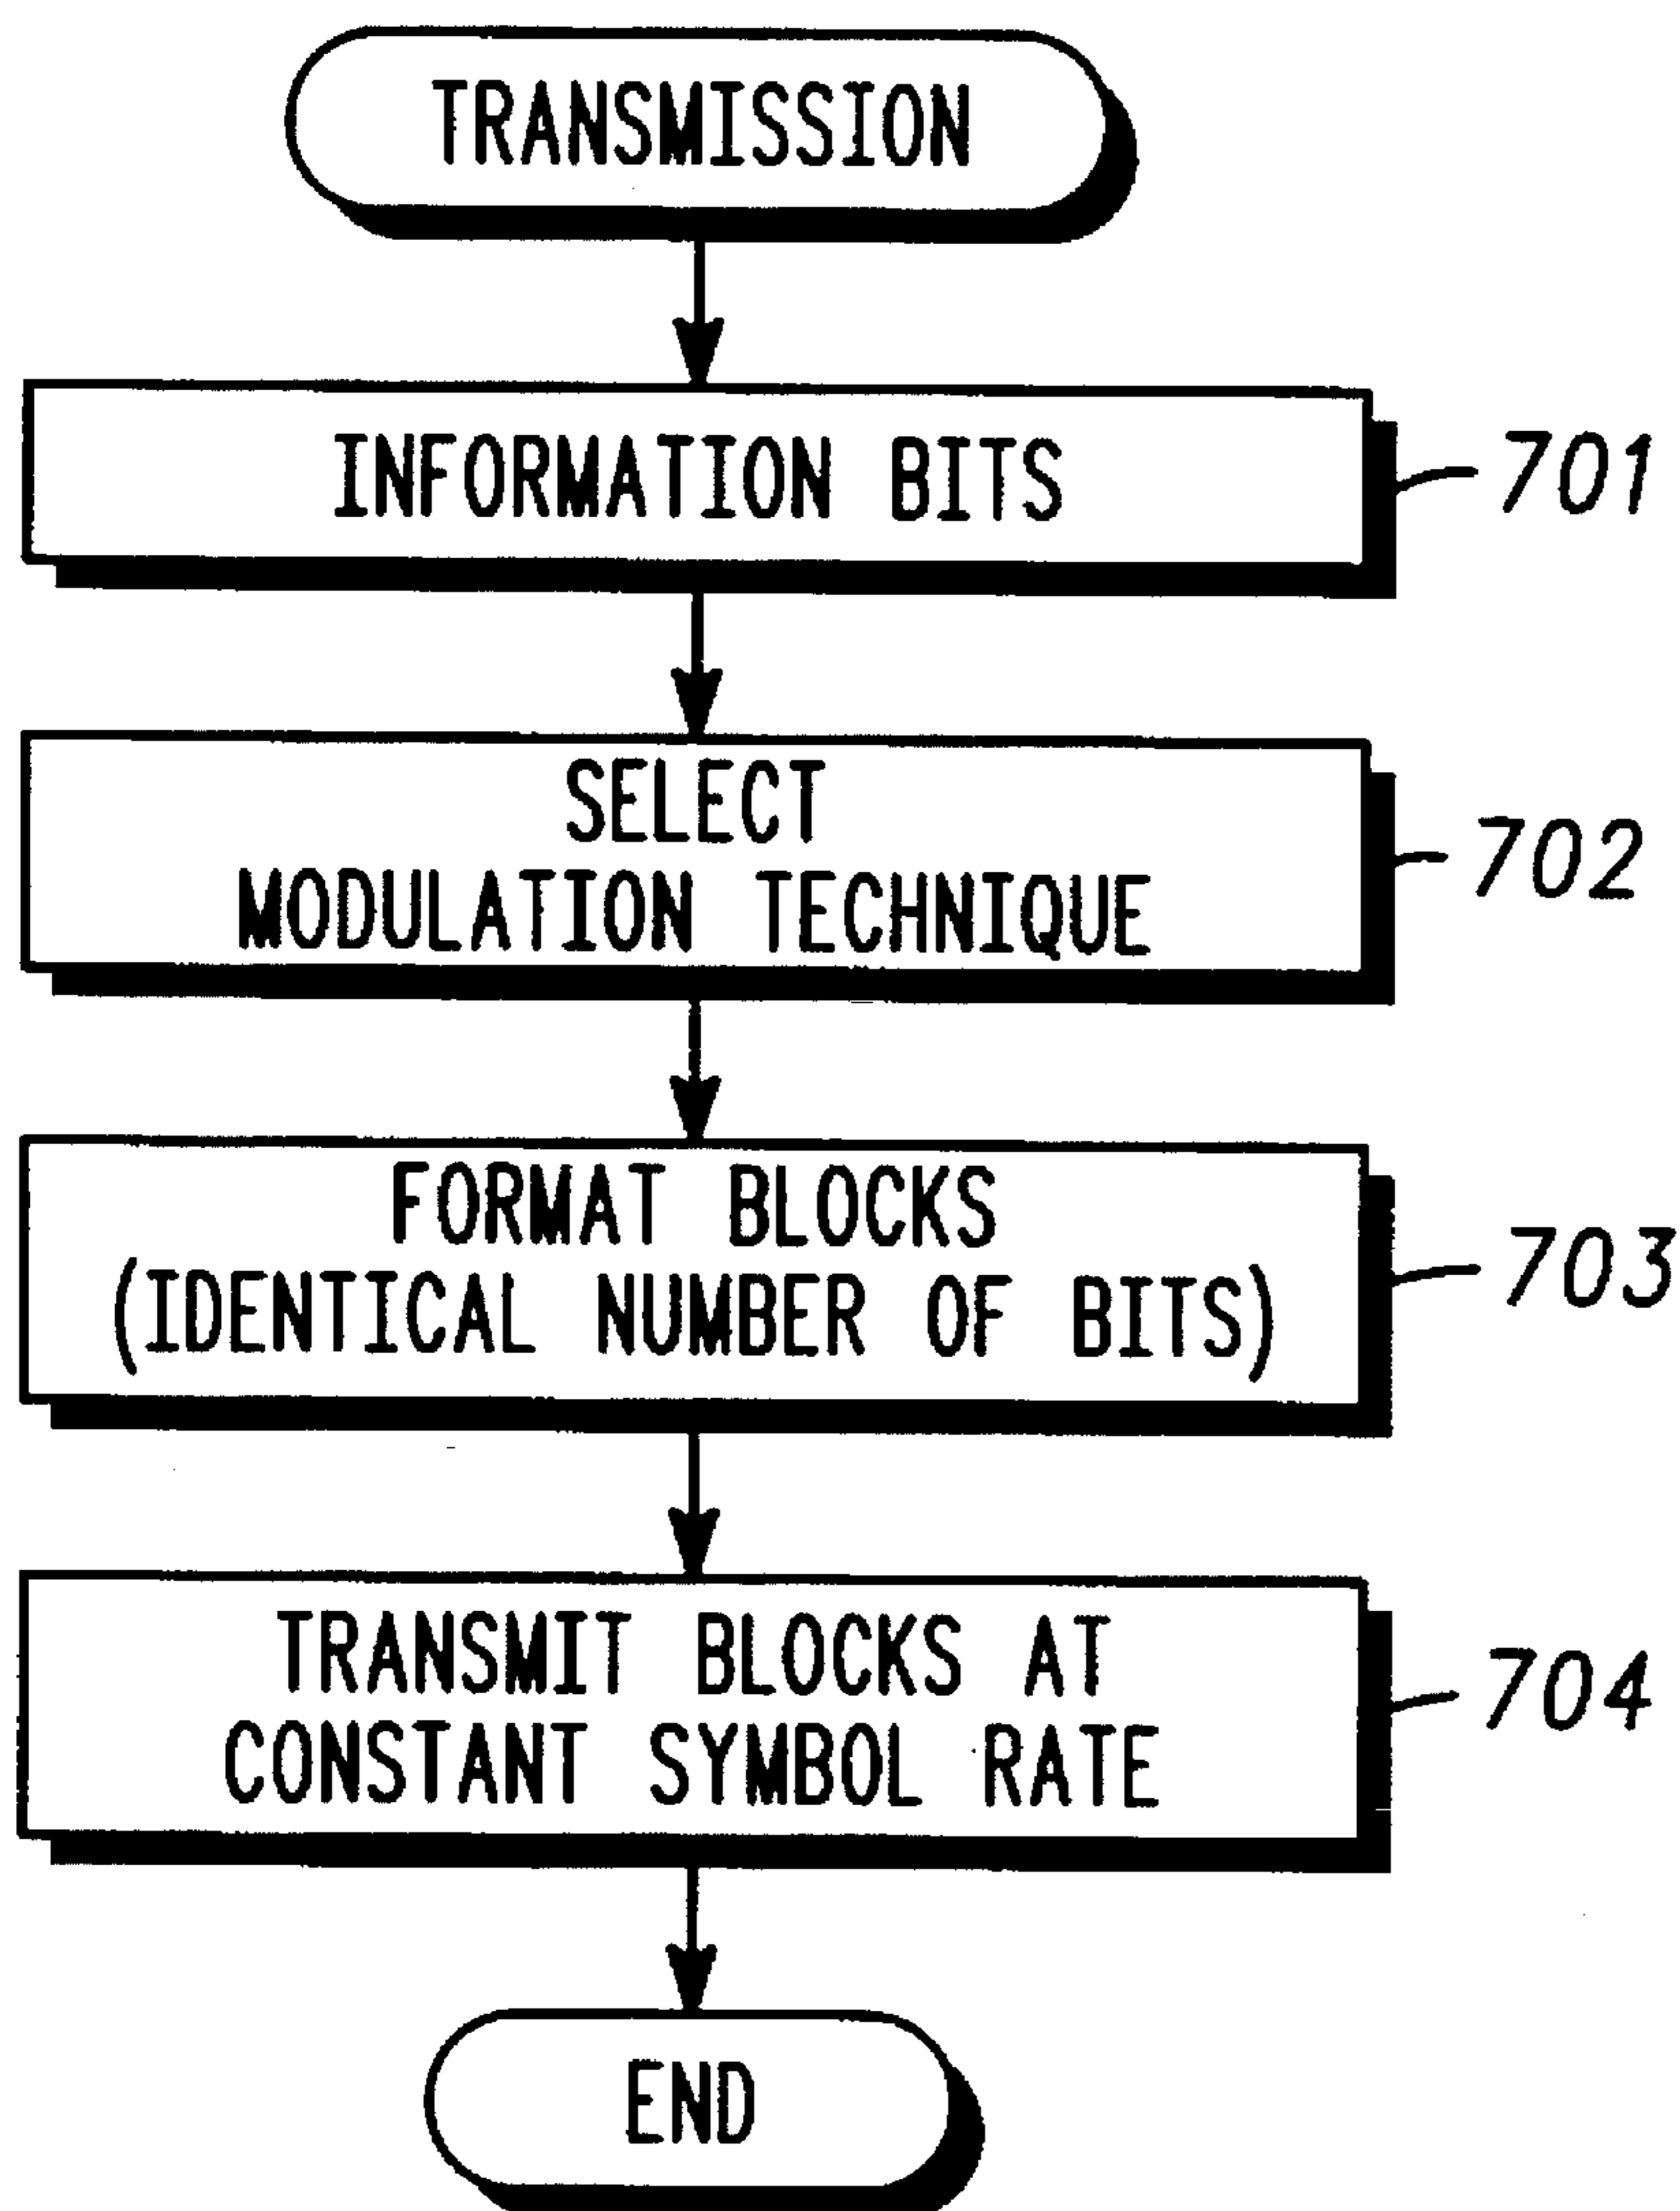 TRANSMISSION
INFORMATION BITS
701
SELECT
MODULATION TECHNIQUE
702
FORMAT BLOCKS
(IDENTICAL NUMBER OF BITS)
703
TRANSMIT BLOCKS AT
CONSTANT SYMBOL RATE
704
END